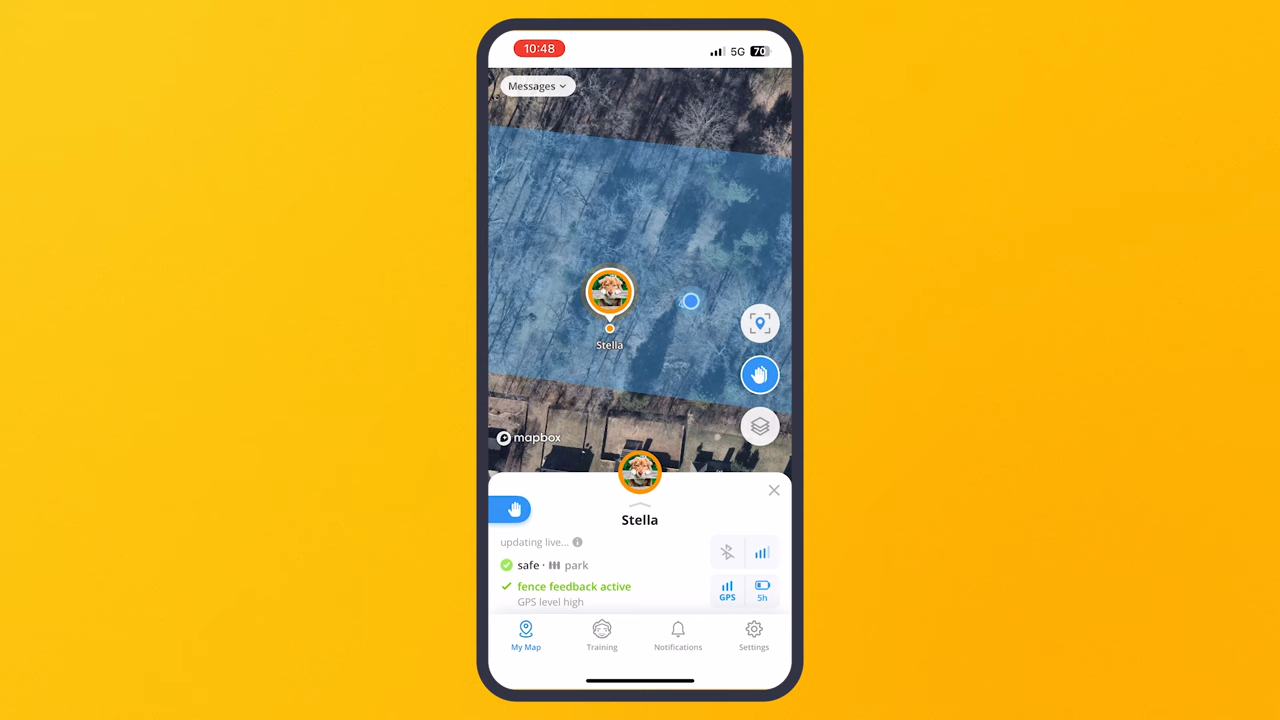 10:48
5G 70
Messages
Stella
mapbox
Stella
updating live...
safe · park
fence feedback active
GPS level high
GPS 5h
My Map Training Notifications Settings